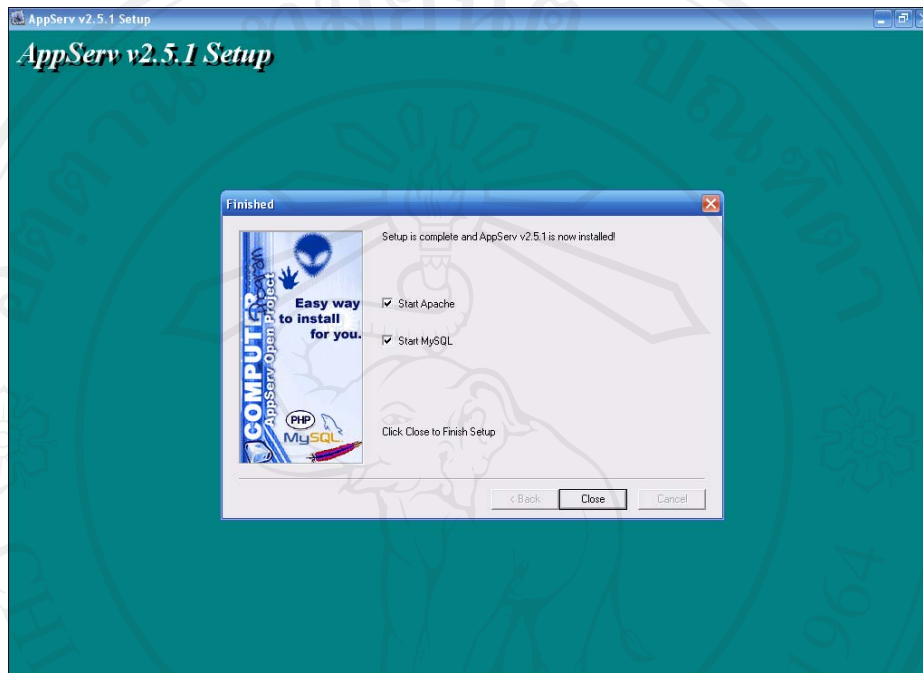 AppServ v2.5.1 Setup
AppServ v2.5.1 Setup
Finished
Setup is complete and AppServ v2.5.1 is now installed!
COMPUTER
Program
AppServ Open Project
Easy way
to install
for you.
Start Apache
Start MySQL
PHP
MySQL
Click Close to Finish Setup
< Back
Close
Cancel
1964